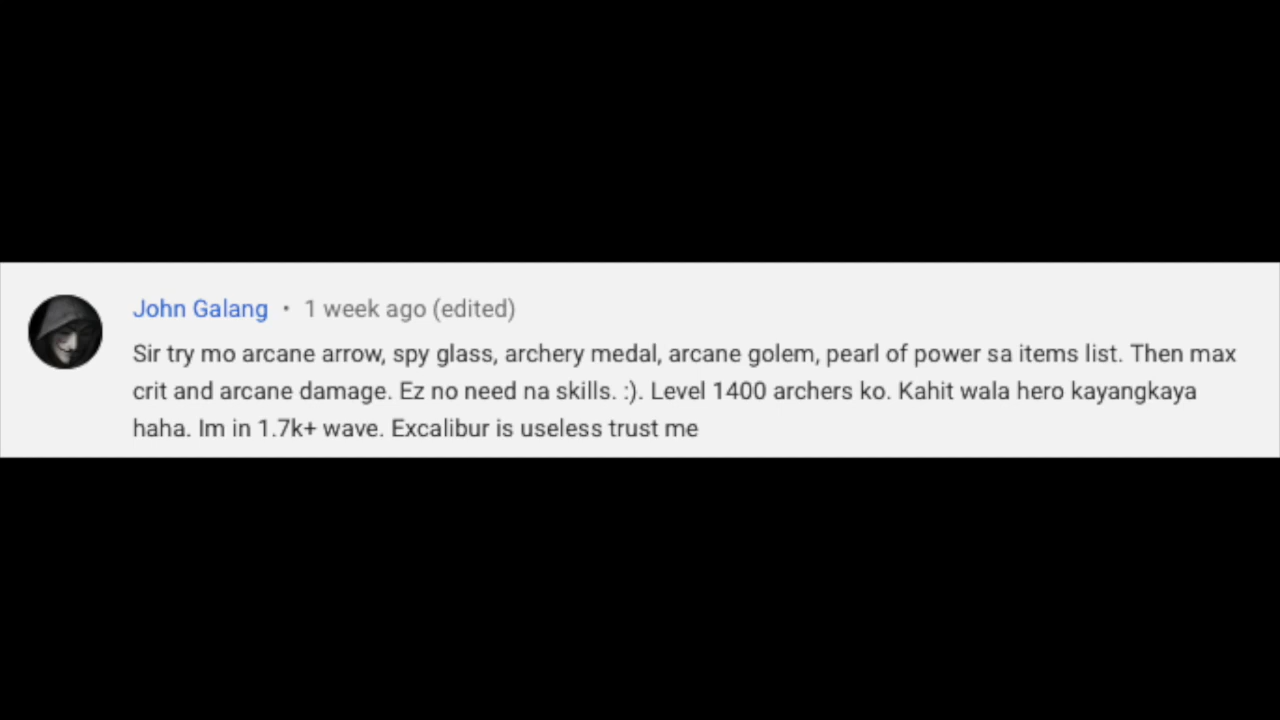 John Galang • 1 week ago (edited)
Sir try mo arcane arrow, spy glass, archery medal, arcane golem, pearl of power sa items list. Then max
crit and arcane damage. Ez no need na skills. :). Level 1400 archers ko. Kahit wala hero kayangkaya
haha. Im in 1.7k+ wave. Excalibur is useless trust me